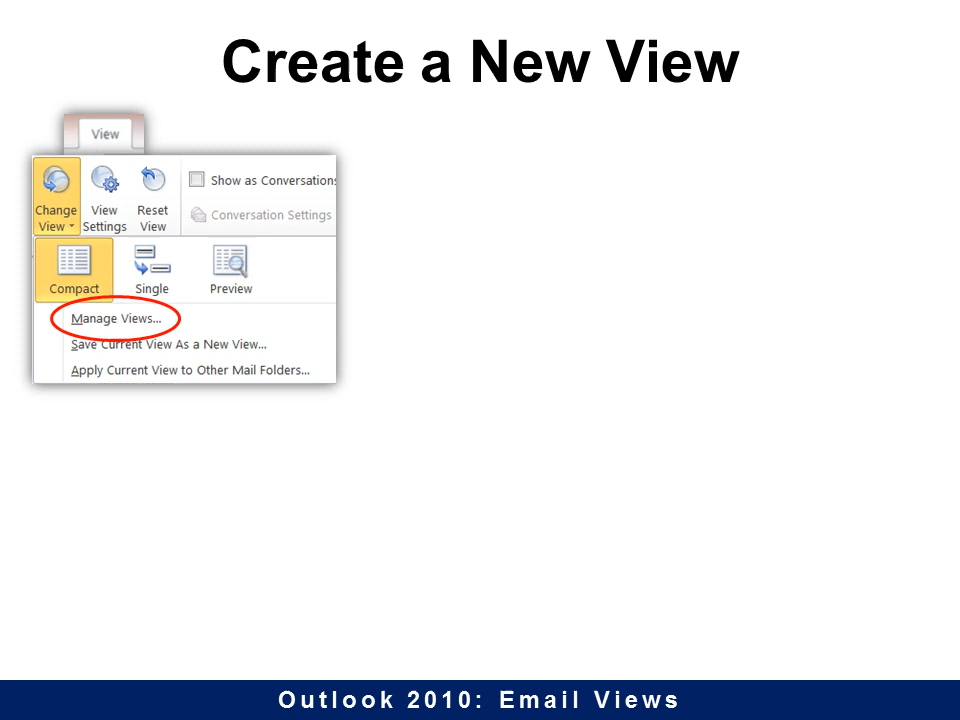 Create a New View
View
Show as Conversations
Change View
View Settings
Reset View
Conversation Settings
Compact
Single
Preview
Manage Views...
Save Current View As a New View...
Apply Current View to Other Mail Folders...
Outlook 2010: Email Views